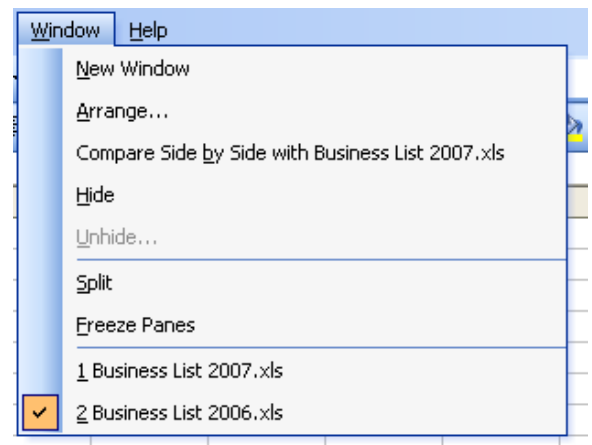 Window Help
New Window
Arrange...
Compare Side by Side with Business List 2007.xls
Hide
Unhide...
Split
Freeze Panes
1 Business List 2007.xls
2 Business List 2006.xls